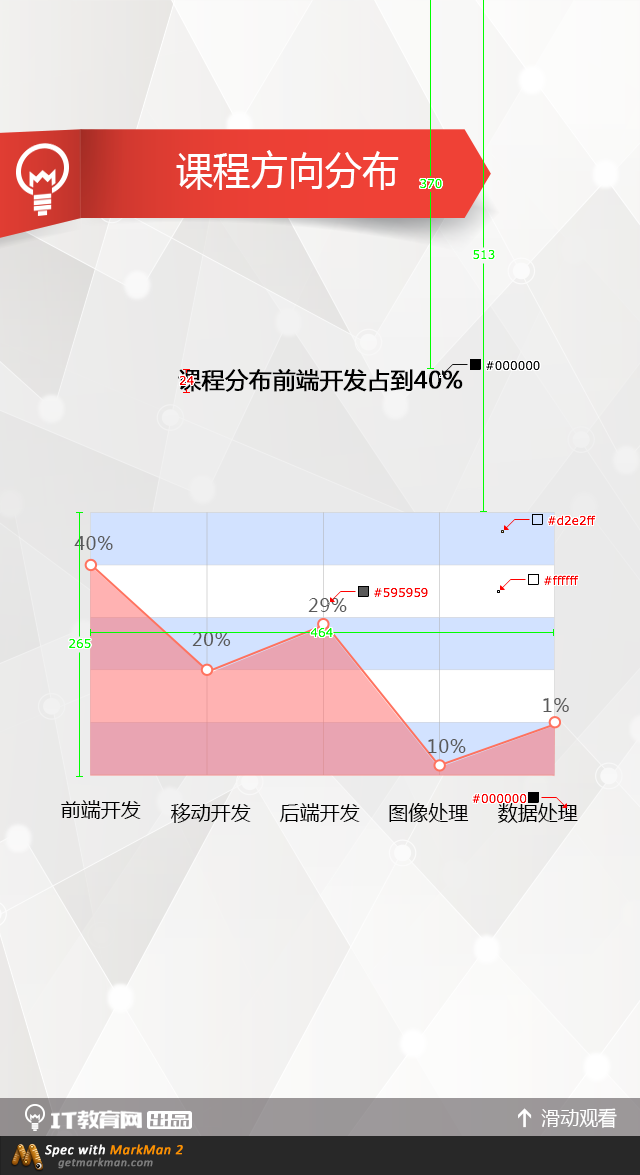 课程方向分布
370
513
#000000
24
课程分布前端开发占到40%
#d2e2ff
40%
#ffffff
#595959
29%
20%
464
265
1%
10%
#000000
前端开发
移动开发
后端开发
图像处理
数据处理
IT教育网 出品
滑动观看
Spec with MarkMan 2
getmarkman.com